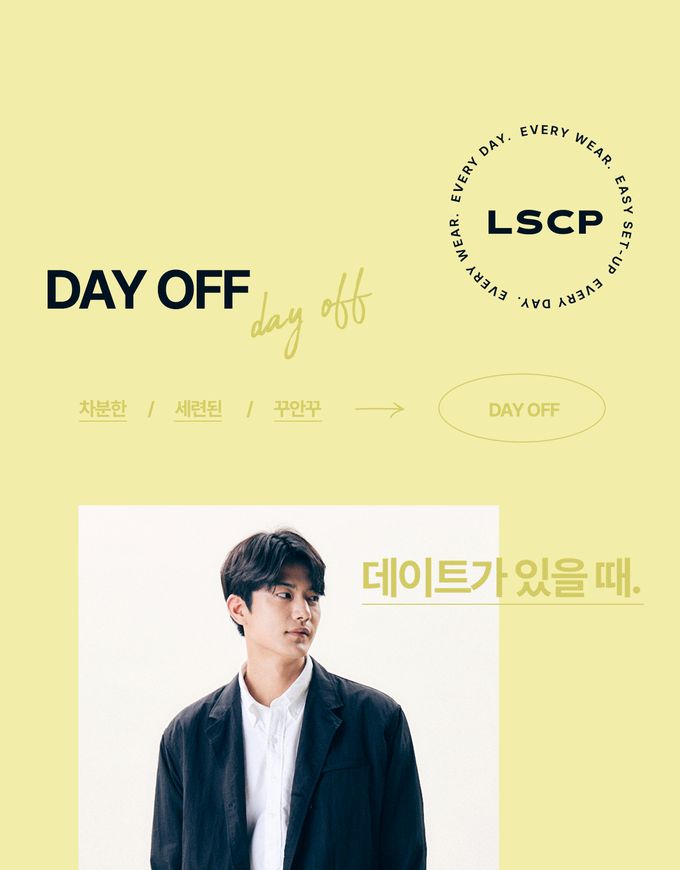 EVERY DAY. EVERY WEAR. EASY SET-UP EVERY DAY. EVERY WEAR.
LSCP
DAY OFF
day off
차분한 / 세련된 / 꾸안꾸 → DAY OFF
데이트가 있을 때.